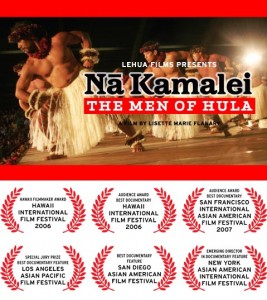 LEHUA FILMS PRESENTS
Nā Kamalei
THE MEN OF HULA
A FILM BY LISETTE MARIE FLANARY
HAWAII FILMMAKER AWARD
HAWAII
INTERNATIONAL
FILM FESTIVAL
2006
AUDIENCE AWARD
BEST DOCUMENTARY
HAWAII
INTERNATIONAL
FILM FESTIVAL
2006
AUDIENCE AWARD
BEST DOCUMENTARY
SAN FRANCISCO
INTERNATIONAL
ASIAN AMERICAN
FILM FESTIVAL
2007
SPECIAL JURY PRIZE
BEST DOCUMENTARY FEATURE
LOS ANGELES
ASIAN PACIFIC
FILM FESTIVAL
BEST DOCUMENTARY
FEATURE
SAN DIEGO
ASIAN AMERICAN
FILM FESTIVAL
EMERGING DIRECTOR
IN DOCUMENTARY FEATURE
NEW YORK
ASIAN AMERICAN
INTERNATIONAL
FILM FESTIVAL